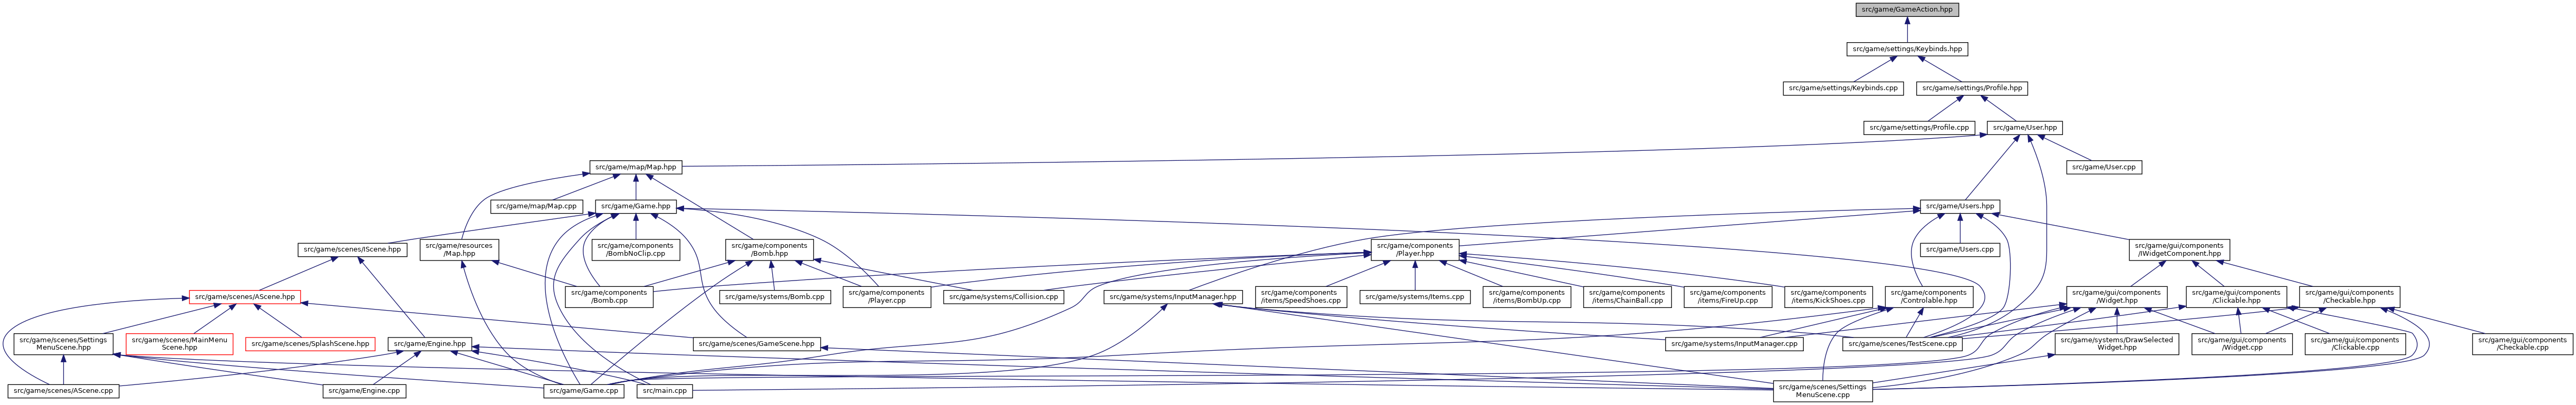 src/game/GameAction.hpp
src/game/settings/Keybinds.hpp
src/game/settings/Keybinds.cpp
src/game/settings/Profile.hpp
src/game/settings/Profile.cpp
src/game/User.hpp
src/game/map/Map.hpp
src/game/User.cpp
src/game/map/Map.cpp
src/game/Game.hpp
src/game/Users.hpp
src/game/scenes/IScene.hpp
src/game/resources
/Map.hpp
src/game/components
/BombNoClip.cpp
src/game/components
/Bomb.hpp
src/game/components
/Player.hpp
src/game/Users.cpp
src/game/gui/components
/IWidgetComponent.hpp
src/game/scenes/AScene.hpp
src/game/components
/Bomb.cpp
src/game/systems/Bomb.cpp
src/game/components
/Player.cpp
src/game/systems/Collision.cpp
src/game/systems/InputManager.hpp
src/game/components
/items/SpeedShoes.cpp
src/game/systems/Items.cpp
src/game/components
/items/BombUp.cpp
src/game/components
/items/ChainBall.cpp
src/game/components
/items/FireUp.cpp
src/game/components
/items/KickShoes.cpp
src/game/components
/Controlable.hpp
src/game/gui/components
/Widget.hpp
src/game/gui/components
/Clickable.hpp
src/game/gui/components
/Checkable.hpp
src/game/scenes/Settings
MenuScene.hpp
src/game/scenes/MainMenu
Scene.hpp
src/game/scenes/SplashScene.hpp
src/game/Engine.hpp
src/game/scenes/GameScene.hpp
src/game/systems/InputManager.cpp
src/game/scenes/TestScene.cpp
src/game/systems/DrawSelected
Widget.hpp
src/game/gui/components
/Widget.cpp
src/game/gui/components
/Clickable.cpp
src/game/gui/components
/Checkable.cpp
src/game/scenes/AScene.cpp
src/game/Engine.cpp
src/game/Game.cpp
src/main.cpp
src/game/scenes/Settings
MenuScene.cpp